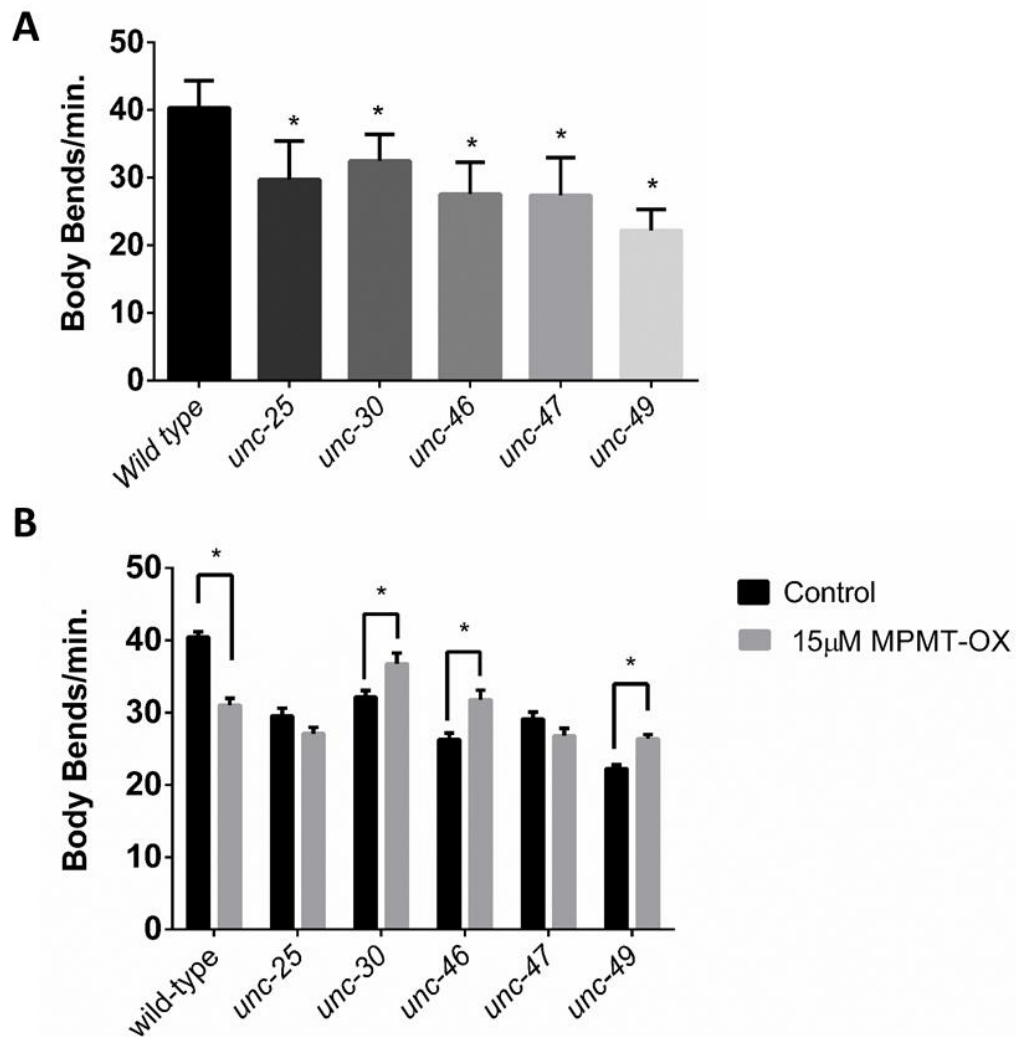 A
Body Bends/min.
50
40
30
20
10
0
*
*
*
*
*
Wild type
unc-25
unc-30
unc-46
unc-47
unc-49
B
Body Bends/min.
50
40
30
20
10
0
*
*
*
*
wild-type
unc-25
unc-30
unc-46
unc-47
unc-49
Control
15μM MPMT-OX